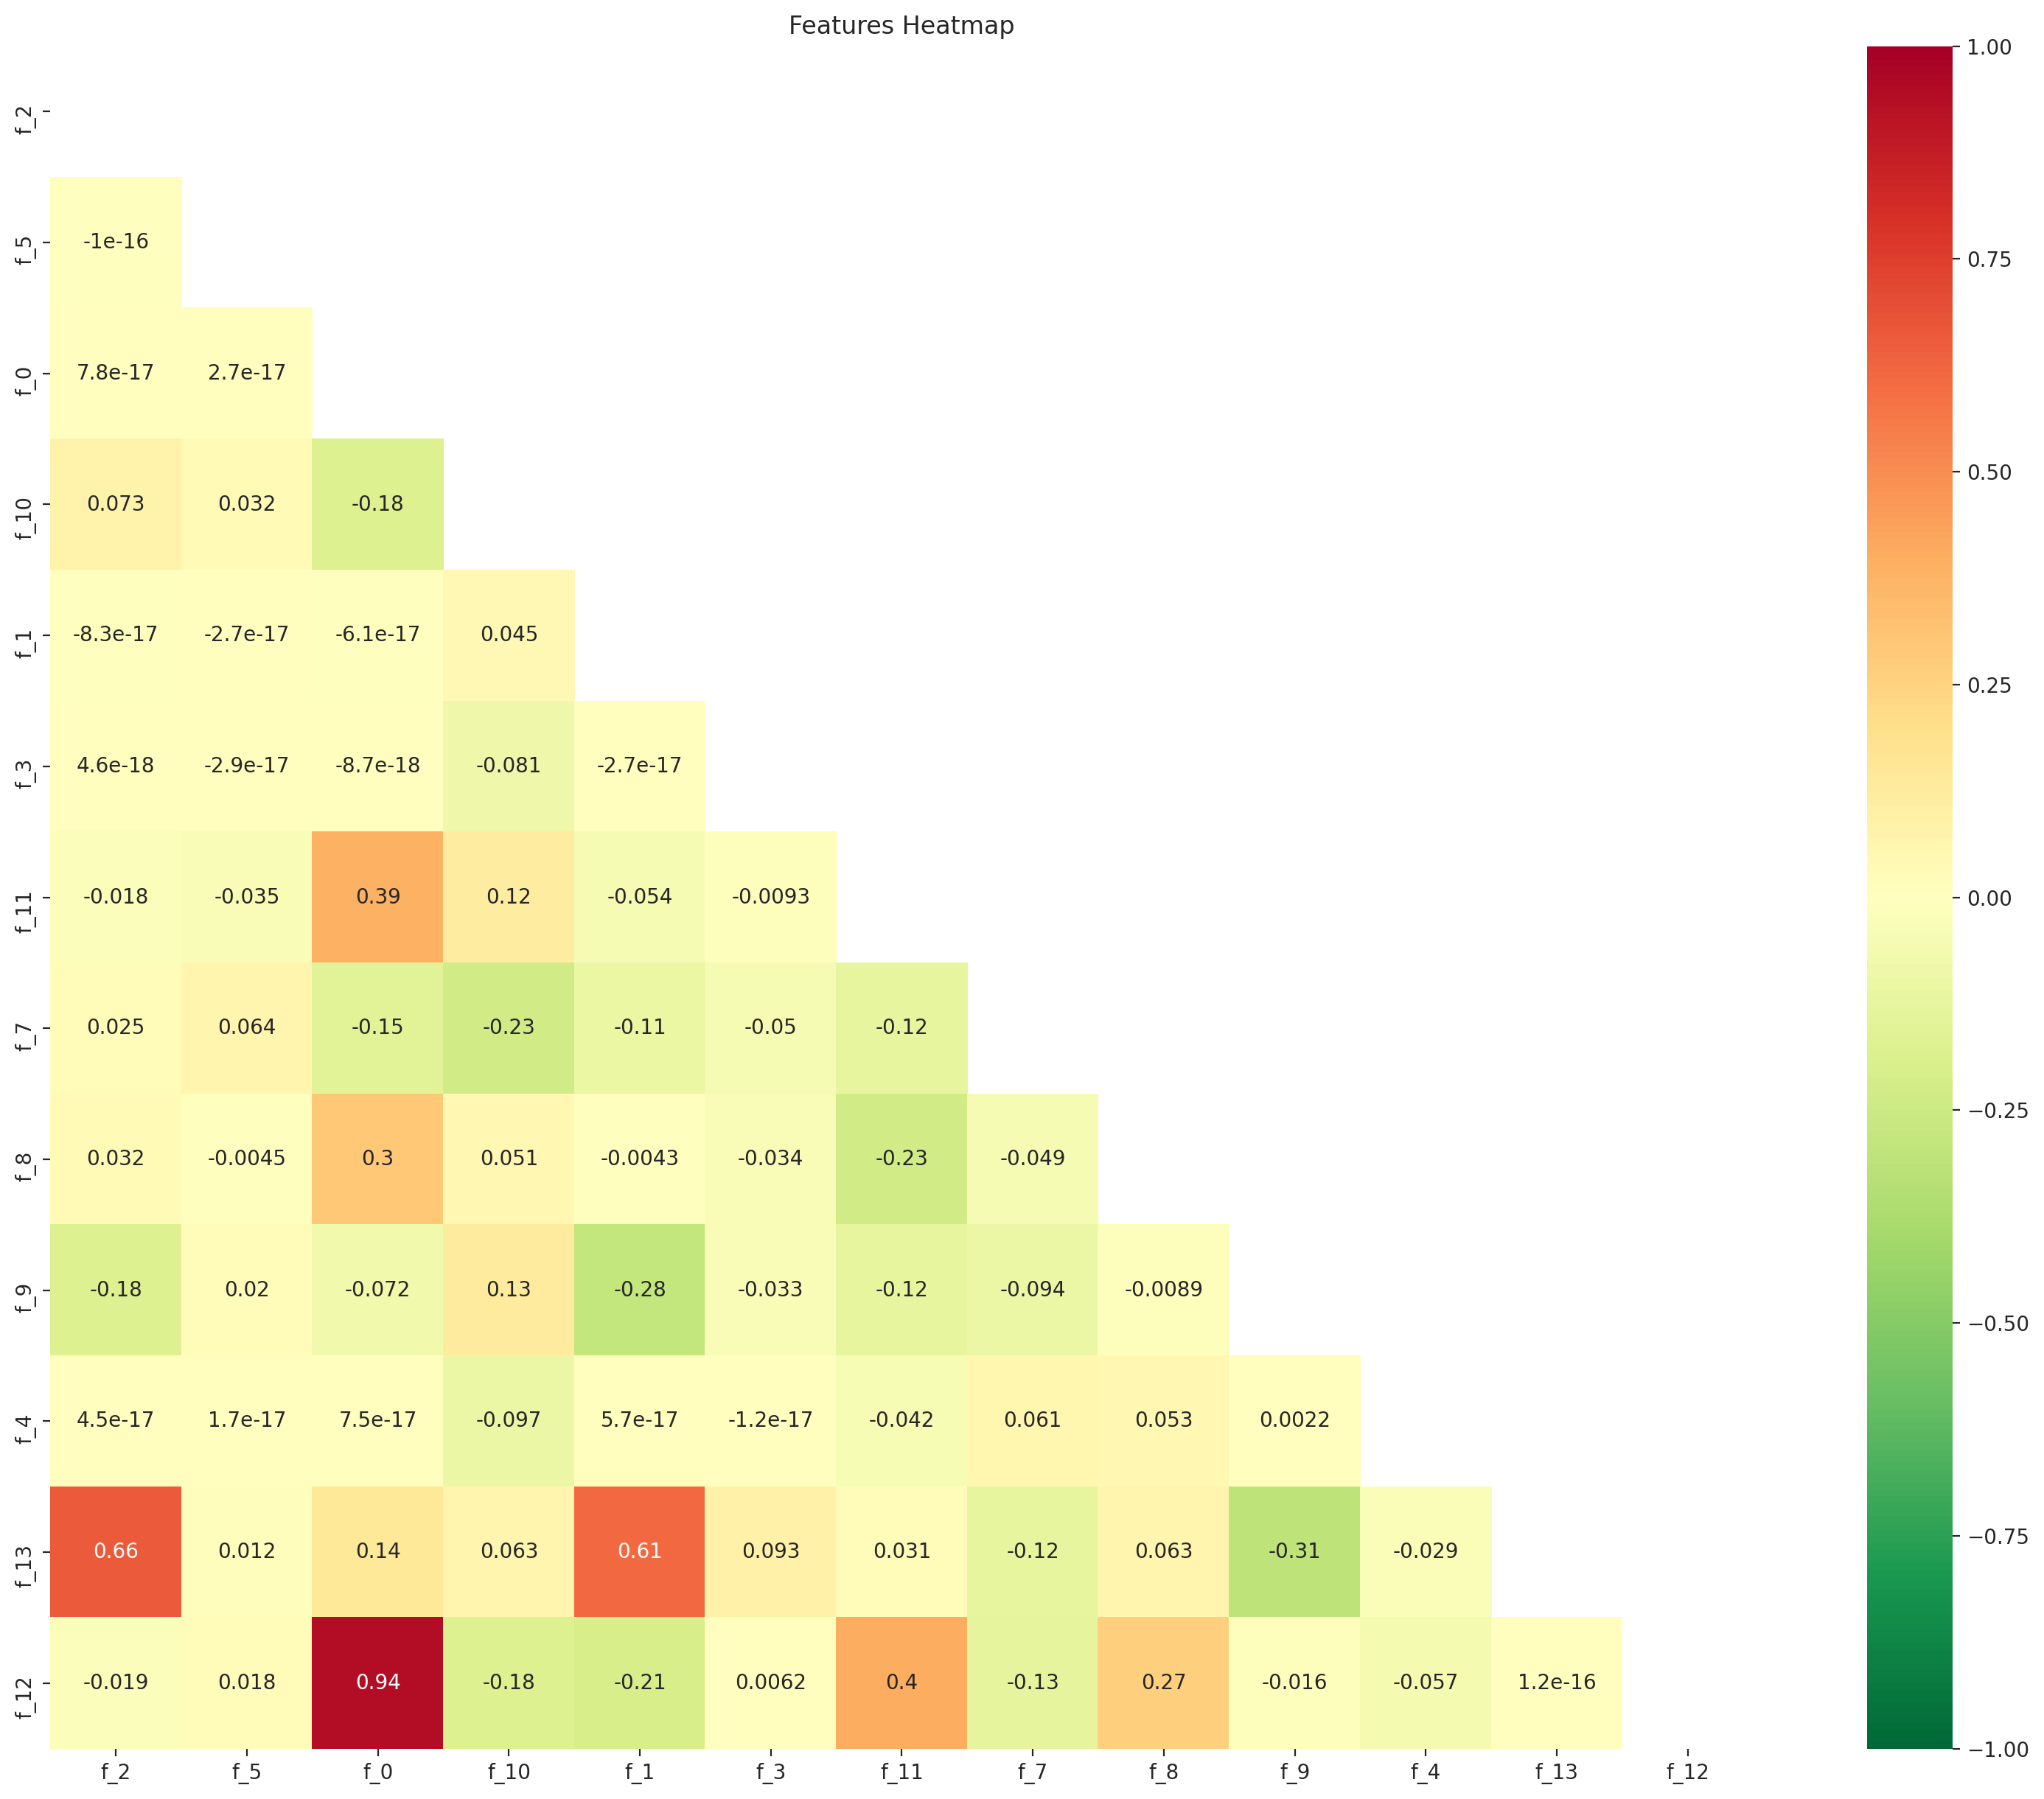 Features Heatmap
1.00
f_2
f_5 -1e-16
0.75
f_0 7.8e-17 2.7e-17
0.50
f_10 0.073 0.032 -0.18
f_1 -8.3e-17 -2.7e-17 -6.1e-17 0.045
0.25
f_3 4.6e-18 -2.9e-17 -8.7e-18 -0.081 -2.7e-17
f_11 -0.018 -0.035 0.39 0.12 -0.054 -0.0093
0.00
f_7 0.025 0.064 -0.15 -0.23 -0.11 -0.05 -0.12
−0.25
f_8 0.032 -0.0045 0.3 0.051 -0.0043 -0.034 -0.23 -0.049
f_9 -0.18 0.02 -0.072 0.13 -0.28 -0.033 -0.12 -0.094 -0.0089
−0.50
f_4 4.5e-17 1.7e-17 7.5e-17 -0.097 5.7e-17 -1.2e-17 -0.042 0.061 0.053 0.0022
−0.75
f_13 0.66 0.012 0.14 0.063 0.61 0.093 0.031 -0.12 0.063 -0.31 -0.029
f_12 -0.019 0.018 0.94 -0.18 -0.21 0.0062 0.4 -0.13 0.27 -0.016 -0.057 1.2e-16
−1.00
f_2 f_5 f_0 f_10 f_1 f_3 f_11 f_7 f_8 f_9 f_4 f_13 f_12